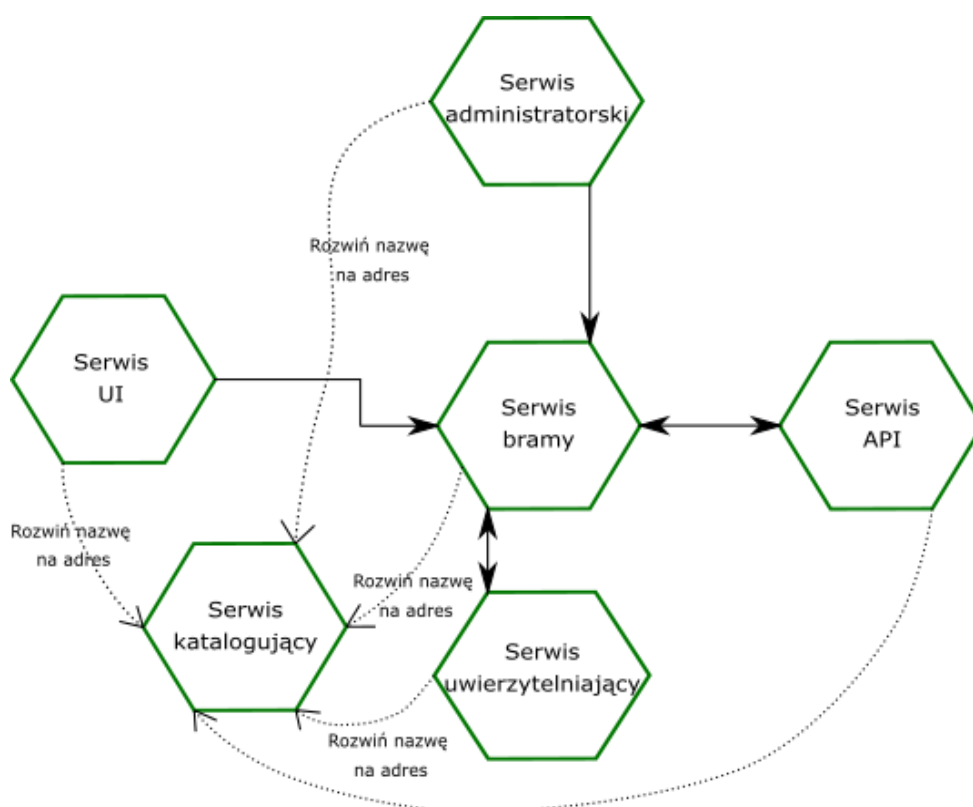 Serwis
administratorski
Rozwiń nazwę
na adres
Serwis
UI
Serwis
bramy
Serwis
API
Rozwiń nazwę
na adres
Serwis
katalogujący
Rozwiń nazwę
na adres
Serwis
uwierzytelniający
Rozwiń nazwę
na adres